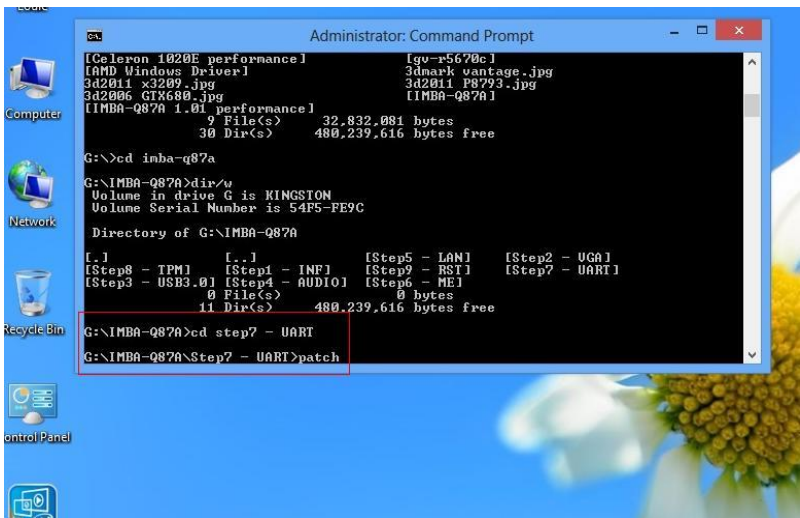 Administrator: Command Prompt
[Celeron 1020E performance] [gv-r5670c]
[AMD Windows Driver] 3dmark vantage.jpg
3d2011 x3209.jpg 3d2011 P8793.jpg
3d2006 GTX680.jpg [IMBA-Q87A]
[IMBA-Q87A 1.01 performance]
9 File(s) 32,832,081 bytes
30 Dir(s) 480,239,616 bytes free
G:\>cd imba-q87a
G:\IMBA-Q87A>dir/w
Volume in drive G is KINGSTON
Volume Serial Number is 54F5-FE9C
Directory of G:\IMBA-Q87A
[.] [..] [Step5 - LAN] [Step2 - VGA]
[Step8 - TPM] [Step1 - INF] [Step9 - RST] [Step7 - UART]
[Step3 - USB3.0] [Step4 - AUDIO] [Step6 - ME]
0 File(s) 0 bytes
11 Dir(s) 480,239,616 bytes free
G:\IMBA-Q87A>cd step7 - UART
G:\IMBA-Q87A\Step7 - UART>patch
Computer
Network
Recycle Bin
ontrol Panel